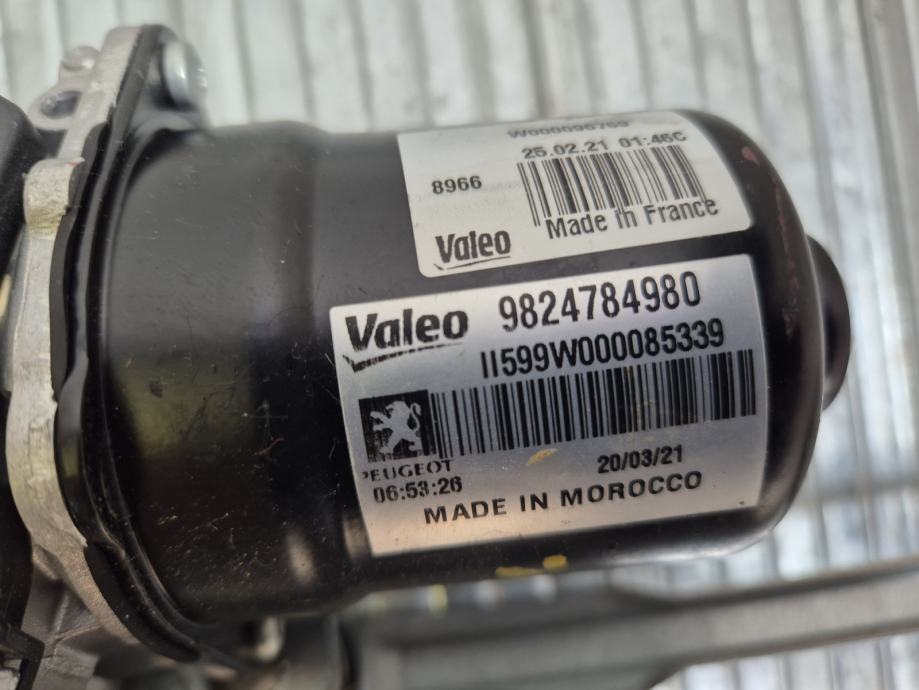 25.02.21 01:46C
8966
Made in France
Valeo
Valeo 9824784980
II599W000085339
PEUGEOT
20/03/21
06:53:26
MADE IN MOROCCO